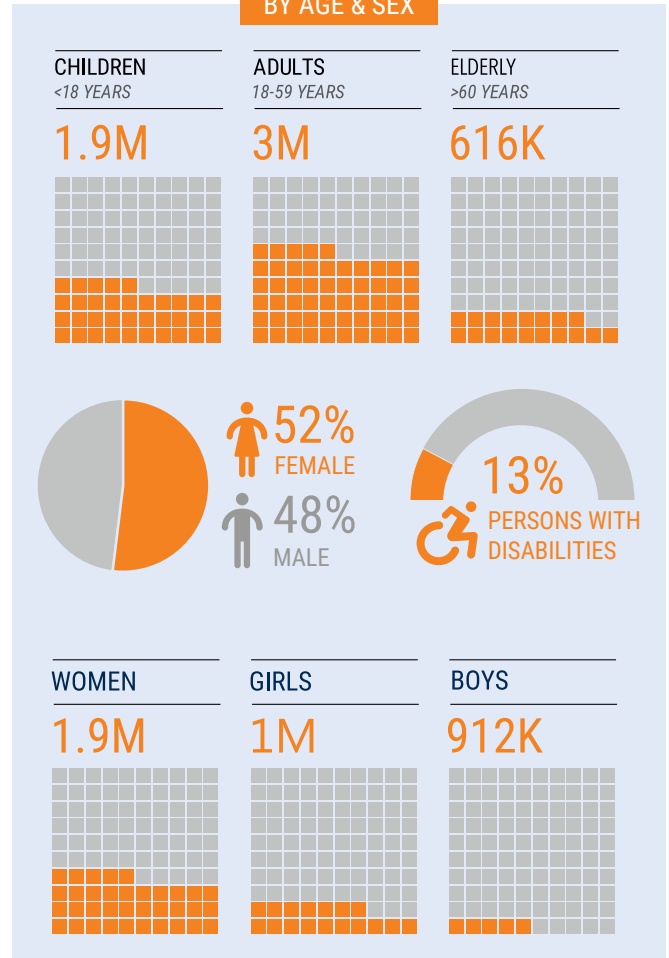 BY AGE & SEX
CHILDREN
<18 YEARS
1.9M
ADULTS
18-59 YEARS
3M
ELDERLY
>60 YEARS
616K
52%
FEMALE
48%
MALE
13%
PERSONS WITH
DISABILITIES
WOMEN
1.9M
GIRLS
1M
BOYS
912K